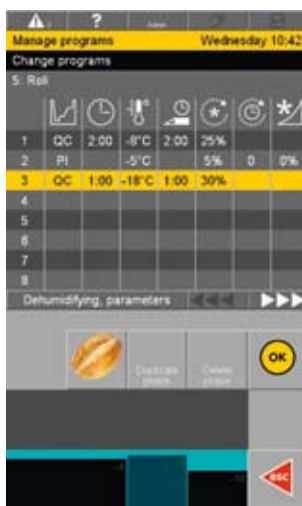 ?
Manage programs Wednesday 10:42
Change programs
5: Roll
1 QC 2:00 -8°C 2:00 25%
2 PI -5°C 5% 0 0%
3 QC 1:00 -18°C 1:00 30%
4
5
6
7
8
Dehumidifying, parameters
Duplicate phase Delete phase
OK
esc